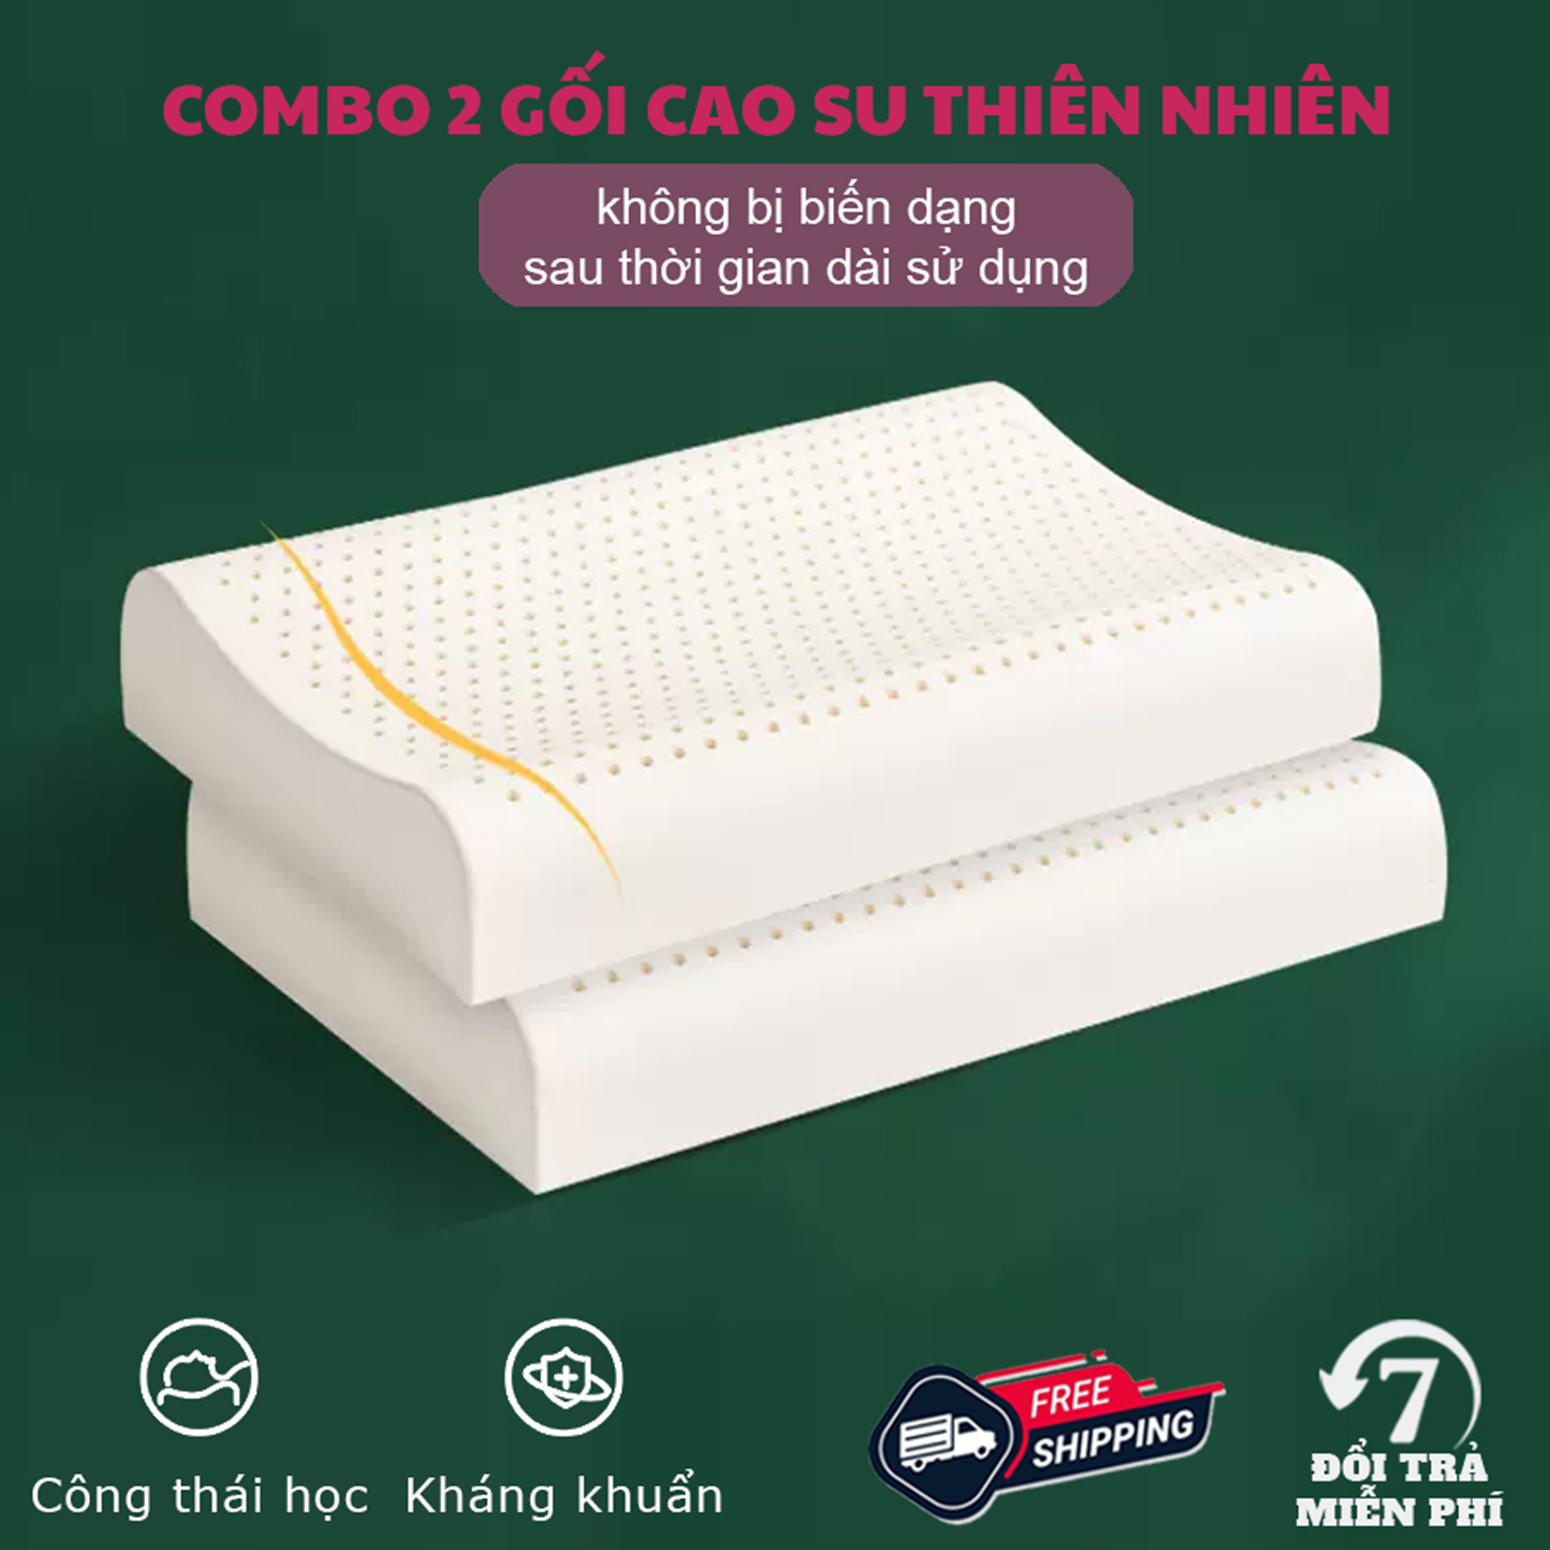 COMBO 2 GỐI CAO SU THIÊN NHIÊN
không bị biến dạng
sau thời gian dài sử dụng
Công thái học
Kháng khuẩn
FREE
SHIPPING
7
ĐỔI TRẢ
MIỄN PHÍ